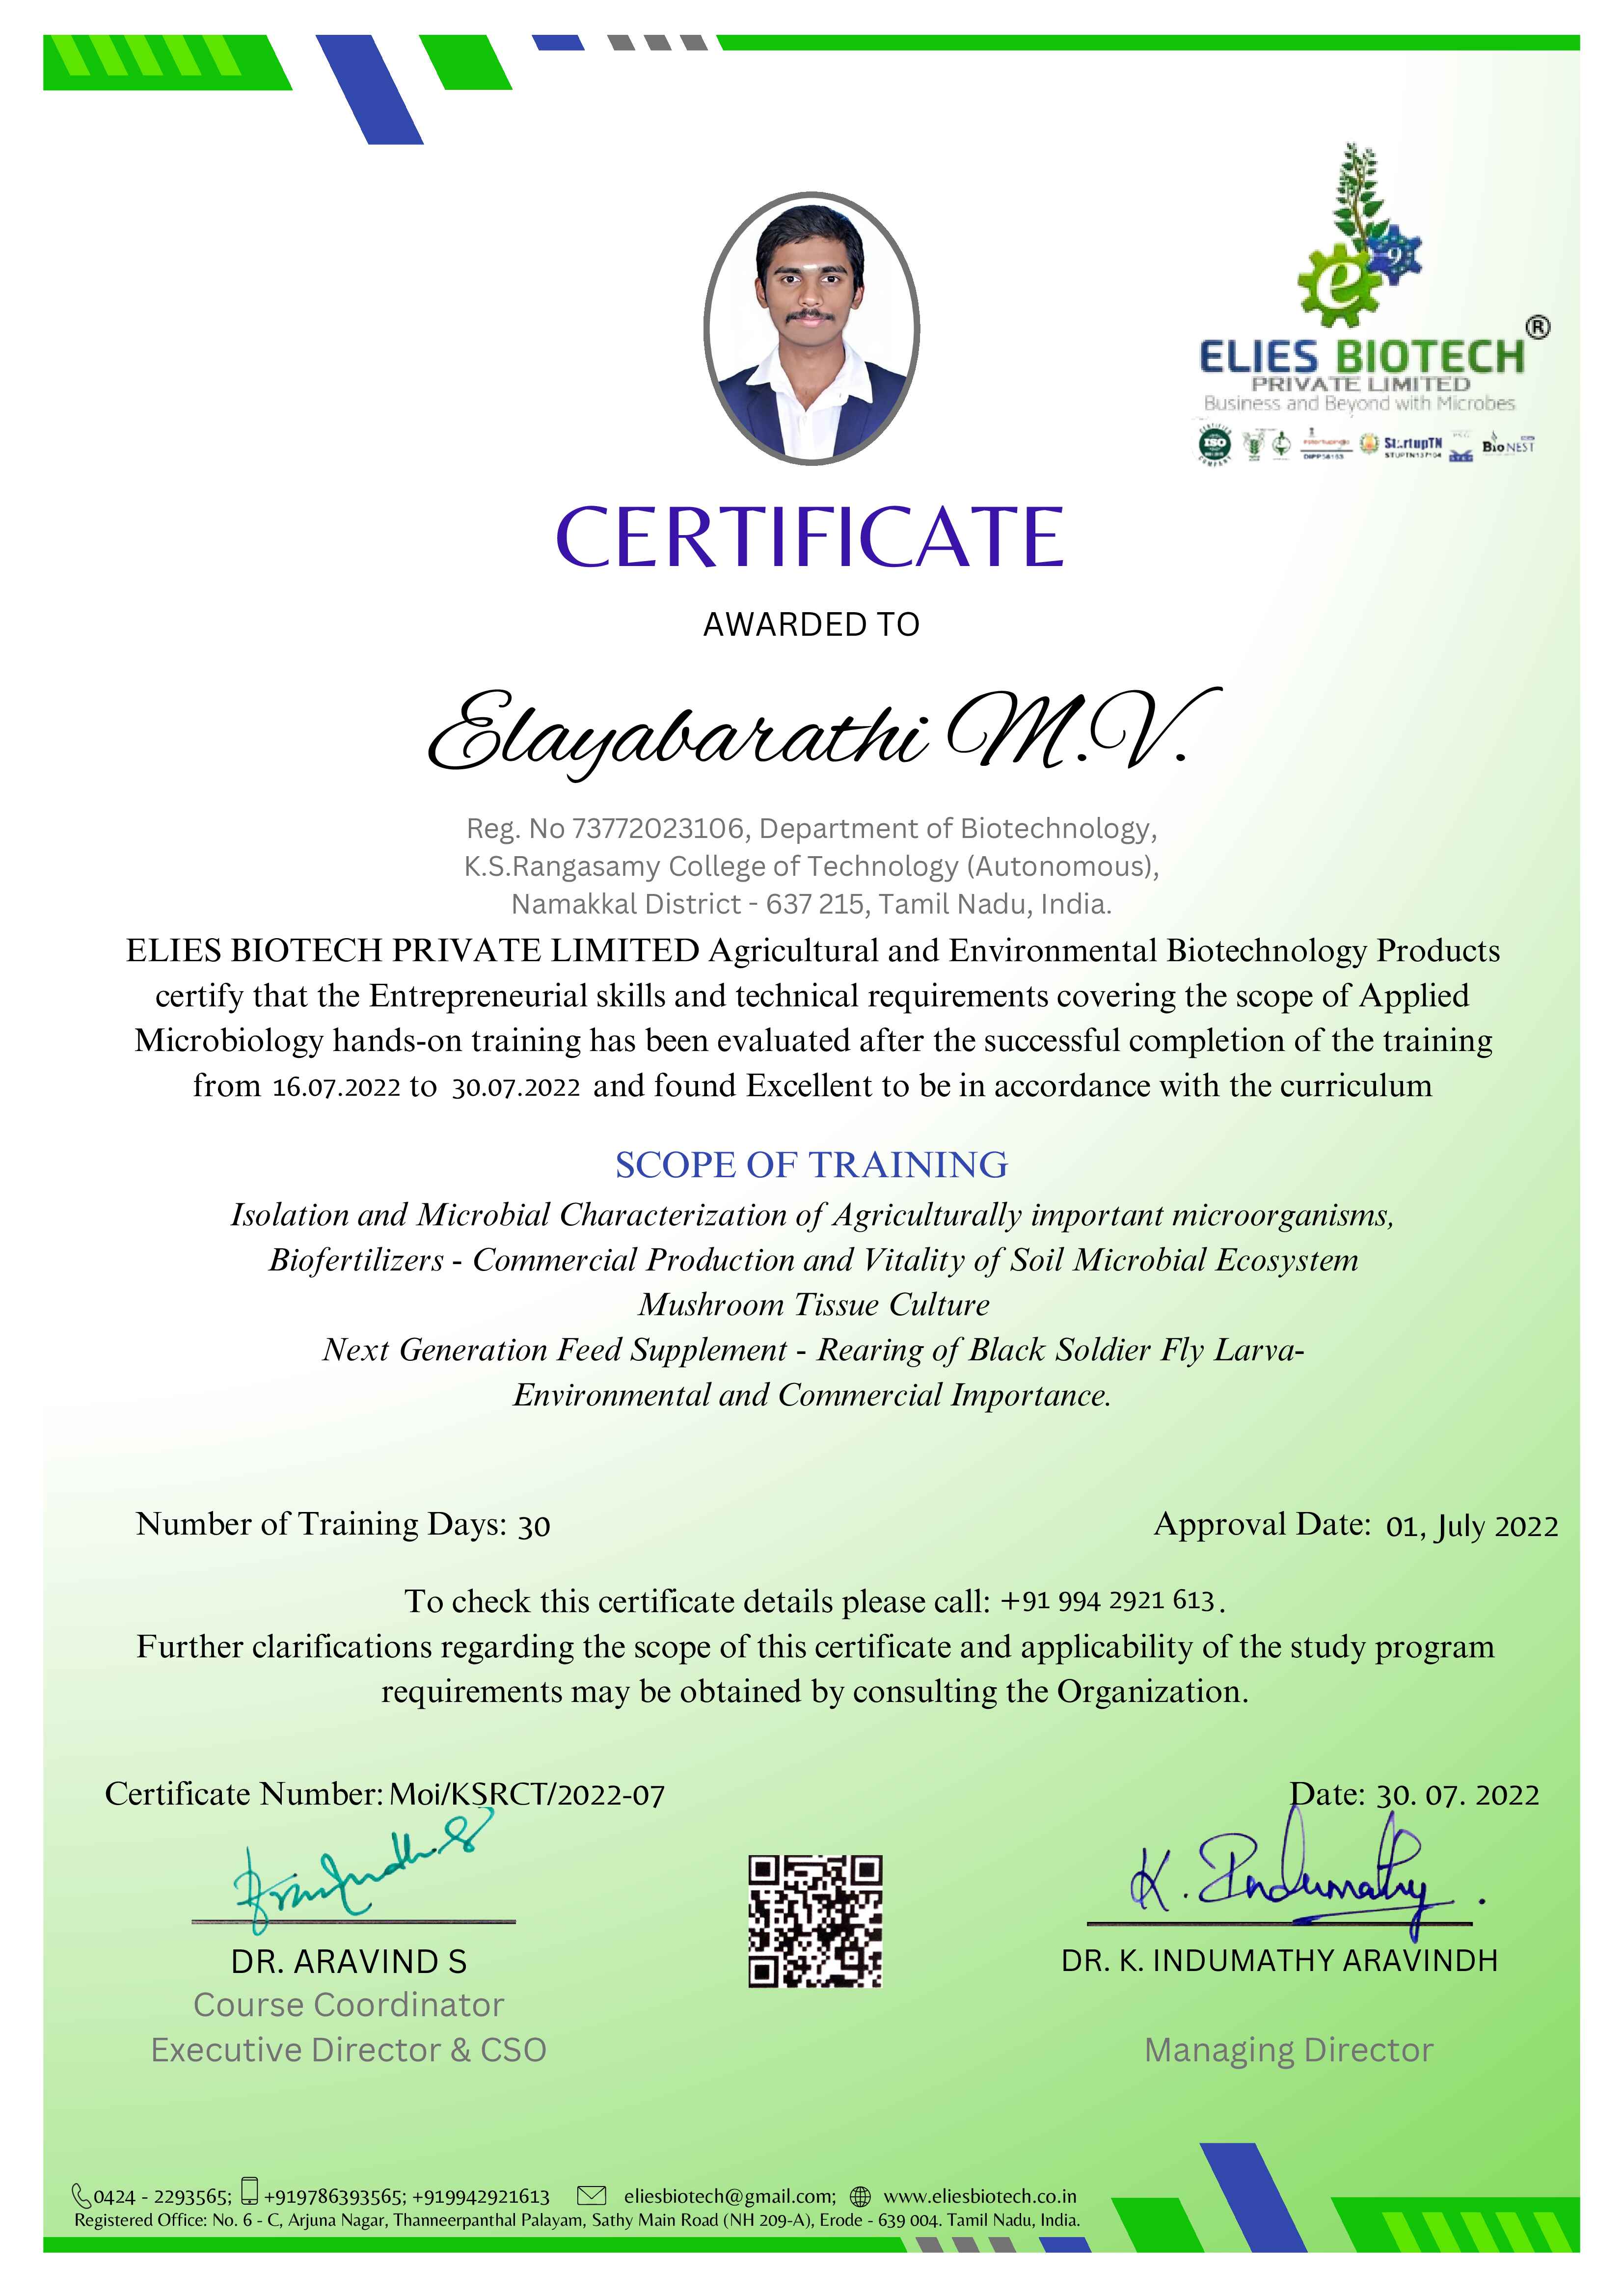 e 9
®
ELIES BIOTECH
PRIVATE LIMITED
Business and Beyond with Microbes
CERTIFIED ISO COMPANY StartupTN BioNEST
CERTIFICATE
AWARDED TO
Elayabarathi M.V.
Reg. No 73772023106, Department of Biotechnology,
K.S.Rangasamy College of Technology (Autonomous),
Namakkal District - 637 215, Tamil Nadu, India.
ELIES BIOTECH PRIVATE LIMITED Agricultural and Environmental Biotechnology Products
certify that the Entrepreneurial skills and technical requirements covering the scope of Applied
Microbiology hands-on training has been evaluated after the successful completion of the training
from 16.07.2022 to 30.07.2022 and found Excellent to be in accordance with the curriculum
SCOPE OF TRAINING
Isolation and Microbial Characterization of Agriculturally important microorganisms,
Biofertilizers - Commercial Production and Vitality of Soil Microbial Ecosystem
Mushroom Tissue Culture
Next Generation Feed Supplement - Rearing of Black Soldier Fly Larva-
Environmental and Commercial Importance.
Number of Training Days: 30 Approval Date: 01, July 2022
To check this certificate details please call: +91 994 2921 613.
Further clarifications regarding the scope of this certificate and applicability of the study program
requirements may be obtained by consulting the Organization.
Certificate Number: Moi/KSRCT/2022-07 Date: 30. 07. 2022
K. Indumathy .
DR. ARAVIND S DR. K. INDUMATHY ARAVINDH
Course Coordinator
Executive Director & CSO Managing Director
0424 - 2293565; +919786393565; +919942921613 eliesbiotech@gmail.com; www.eliesbiotech.co.in
Registered Office: No. 6 - C, Arjuna Nagar, Thanneerpanthal Palayam, Sathy Main Road (NH 209-A), Erode - 639 004. Tamil Nadu, India.